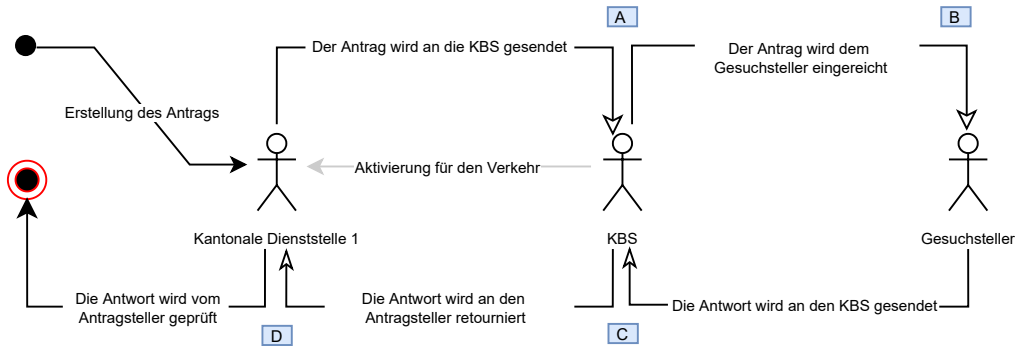 A
B
Der Antrag wird an die KBS gesendet
Der Antrag wird dem
Gesuchsteller eingereicht
Erstellung des Antrags
Aktivierung für den Verkehr
Kantonale Dienststelle 1
KBS
Gesuchsteller
Die Antwort wird vom
Antragsteller geprüft
Die Antwort wird an den
Antragsteller retourniert
Die Antwort wird an den KBS gesendet
D
C